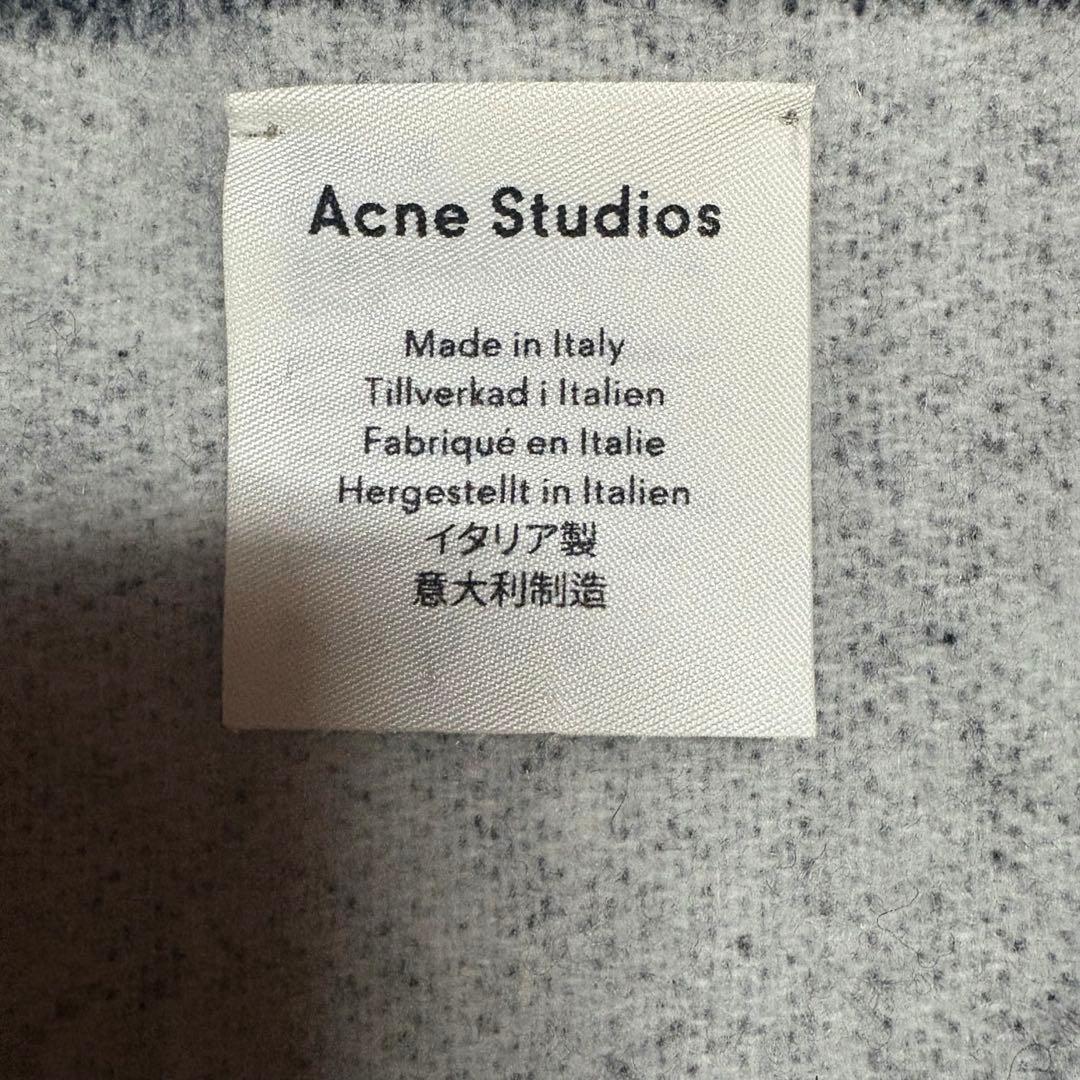 Acne Studios
Made in Italy
Tillverkad i Italien
Fabriqué en Italie
Hergestellt in Italien
イタリア製
意大利制造